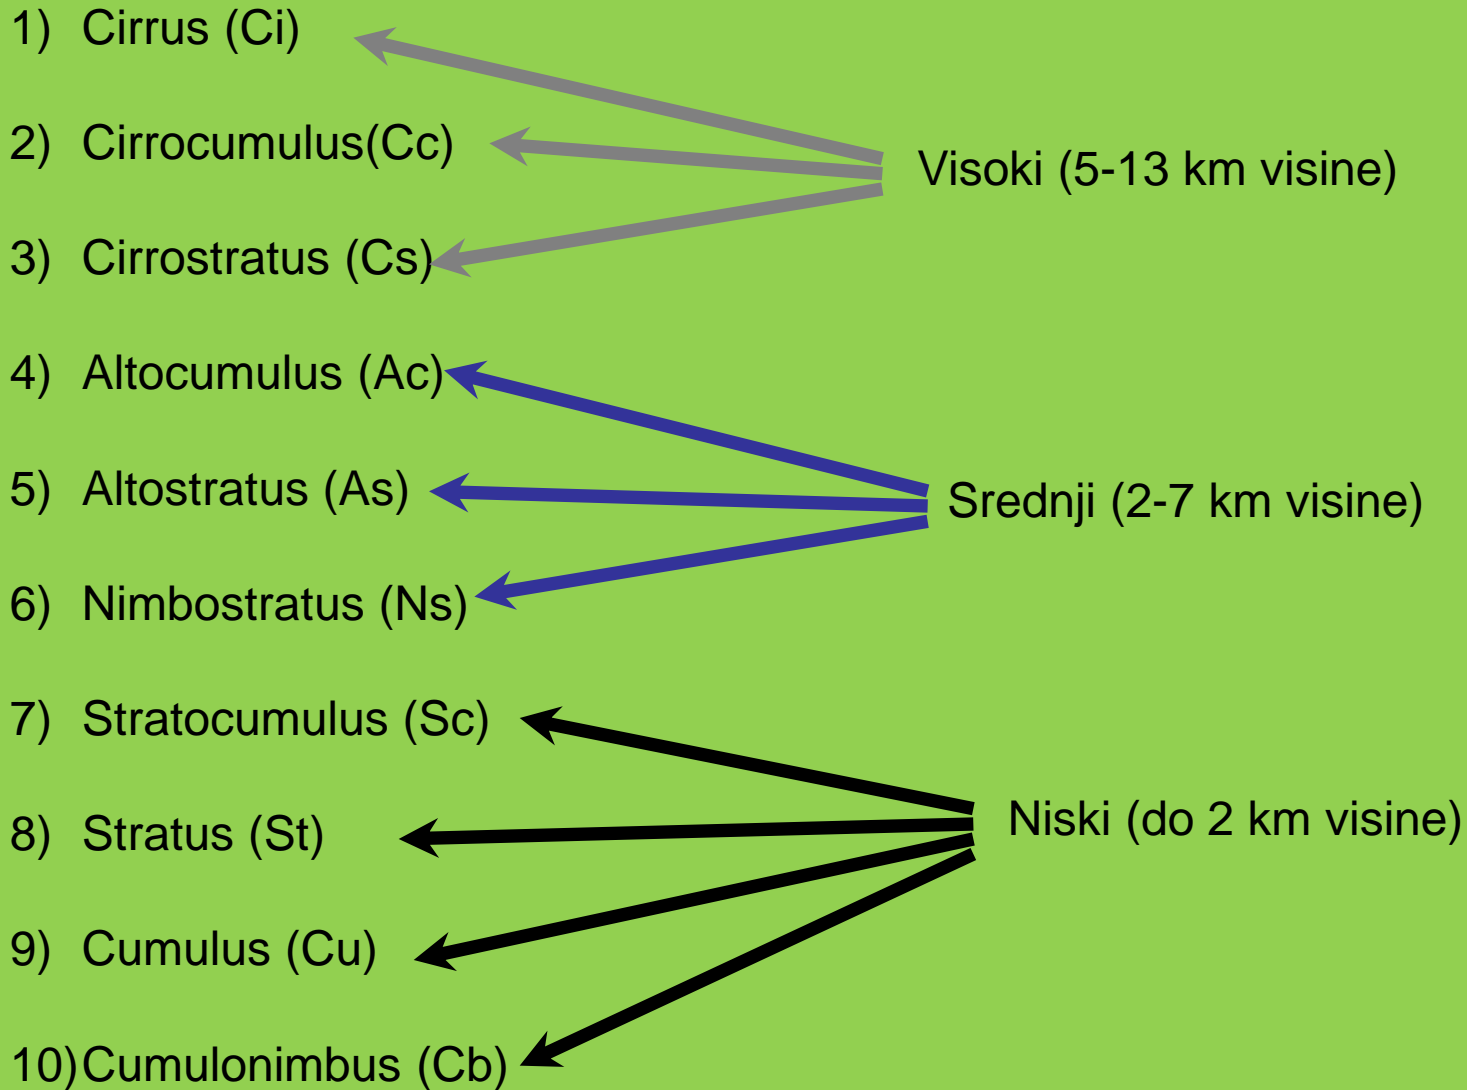 1) Cirrus (Ci)
2) Cirrocumulus(Cc)
Visoki (5-13 km visine)
3) Cirrostratus (Cs)
4) Altocumulus (Ac)
5) Altostratus (As)
Srednji (2-7 km visine)
6) Nimbostratus (Ns)
7) Stratocumulus (Sc)
8) Stratus (St)
Niski (do 2 km visine)
9) Cumulus (Cu)
10)Cumulonimbus (Cb)